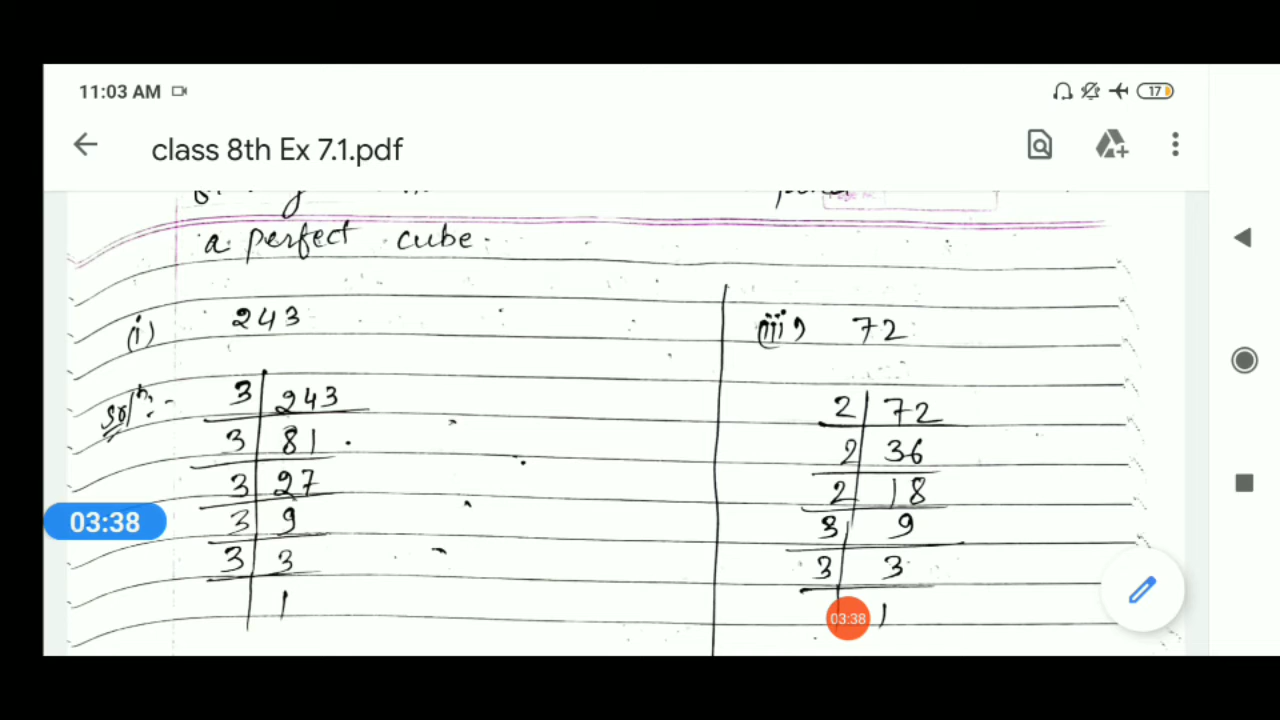 11:03 AM
17
class 8th Ex 7.1.pdf
a perfect cube.
(i) 243
Solⁿ:-
3 243
3 81
3 27
3 9
3 3
1
(iii) 72
2 72
2 36
2 18
3 9
3 3
1
03:38
03:38